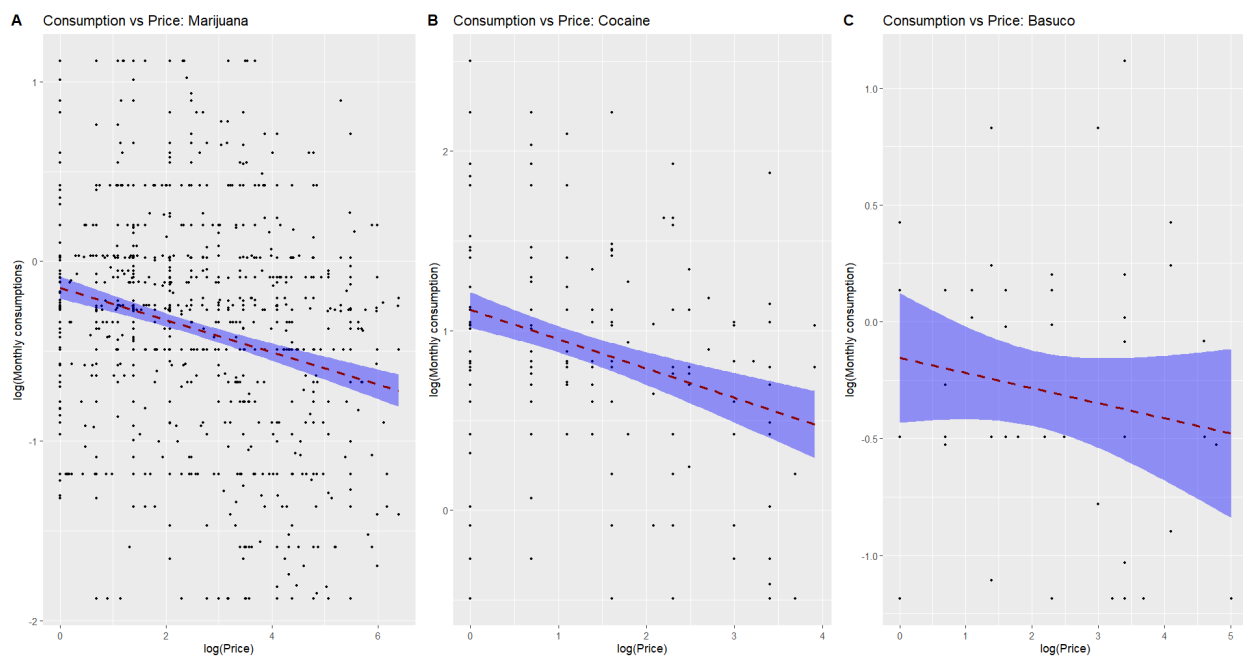 A Consumption vs Price: Marijuana
log(Monthly consumptions)
1
0
-1
-2
0 2 4 6
log(Price)
B Consumption vs Price: Cocaine
log(Monthly consumption)
2
1
0
0 1 2 3 4
log(Price)
C Consumption vs Price: Basuco
log(Monthly consumption)
1.0
0.5
0.0
-0.5
-1.0
0 1 2 3 4 5
log(Price)